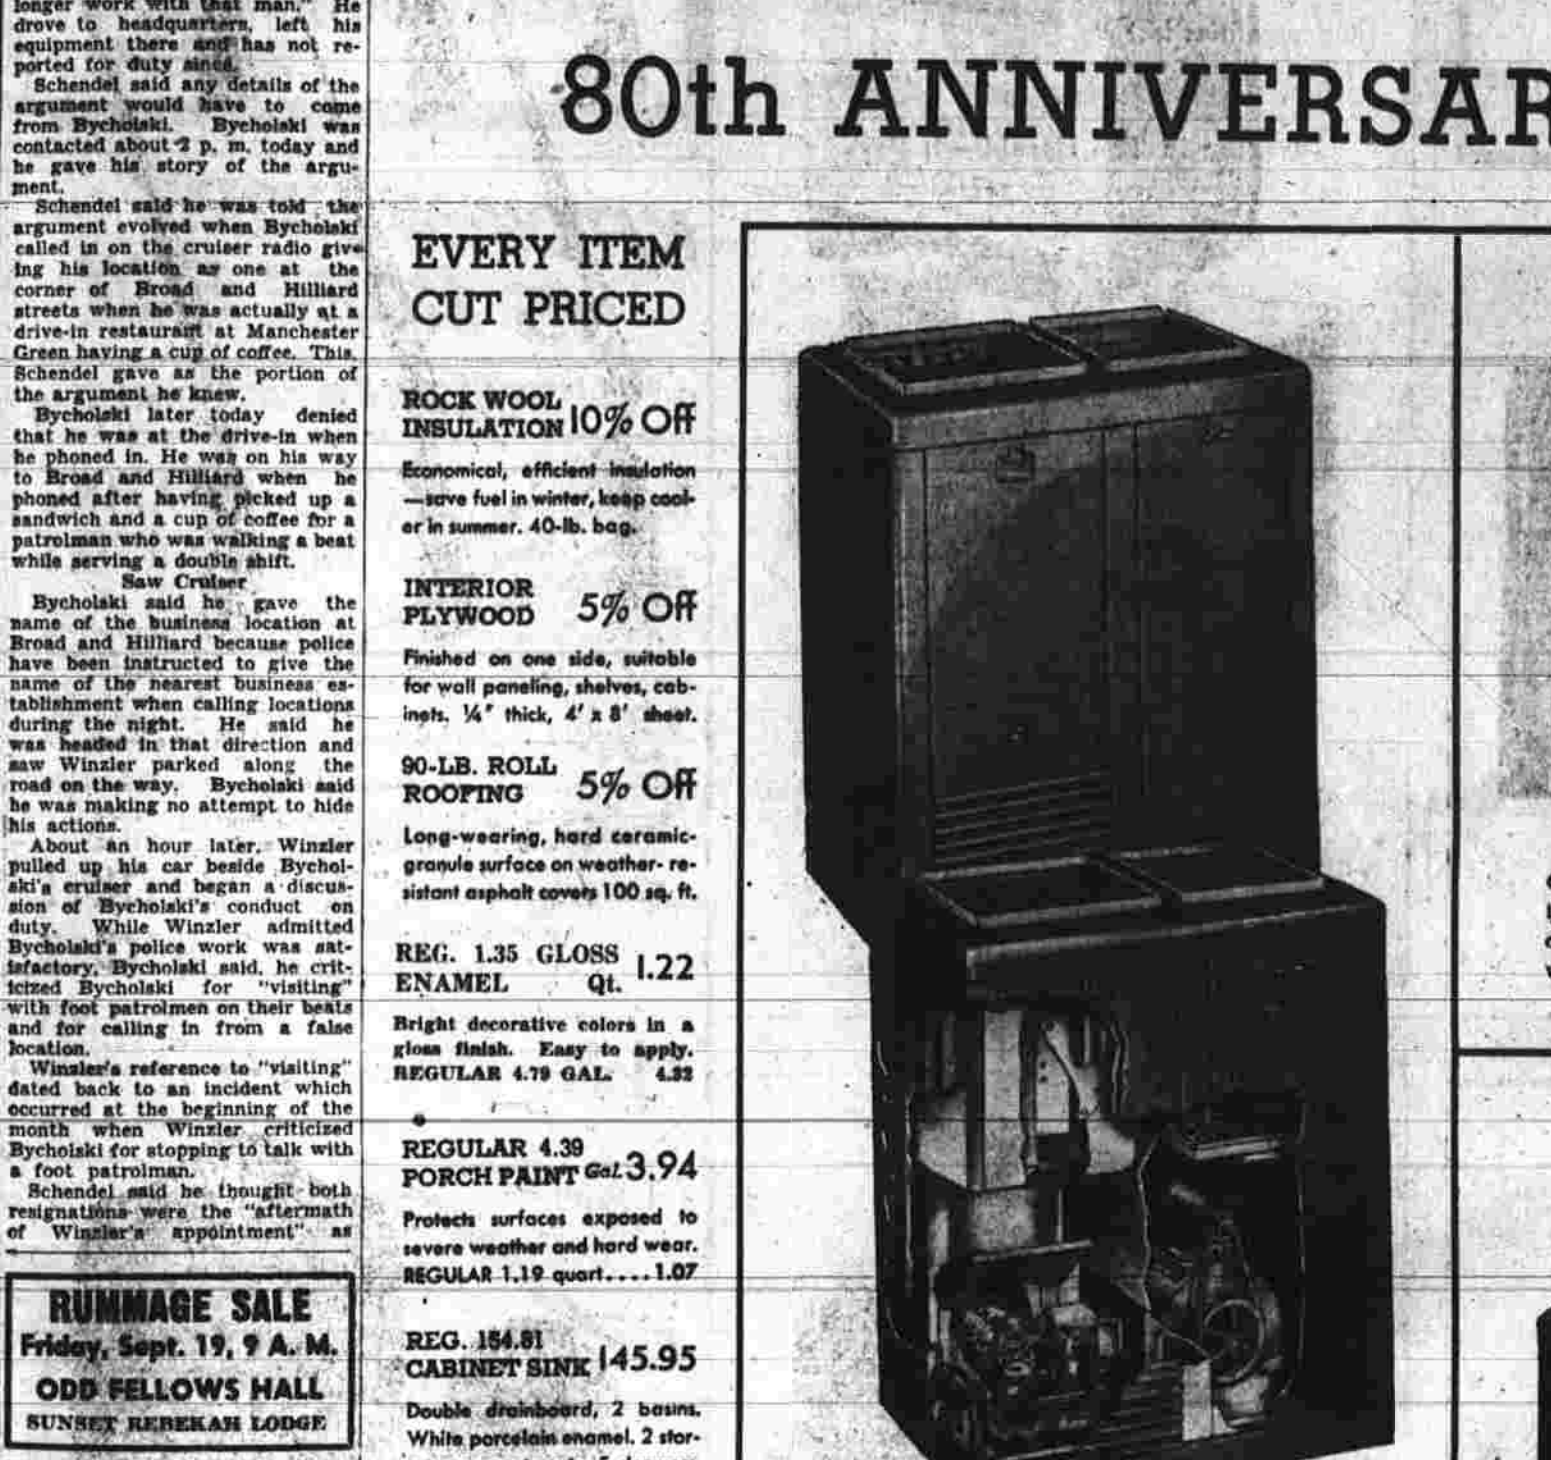 longer work with that man." He
drove to headquarters, left his
equipment there and has not re-
ported for duty since.
Schendel said any details of the
argument would have to come
from Bycholski. Bycholski was
contacted about 2 p. m. today and
he gave his story of the argu-
ment.
Schendel said he was told the
argument evolved when Bycholski
called in on the cruiser radio giv-
ing his location as one at the
corner of Broad and Hilliard
streets when he was actually at a
drive-in restaurant at Manchester
Green having a cup of coffee. This,
Schendel gave as the portion of
the argument he knew.
Bycholski later today denied
that he was at the drive-in when
he phoned in. He was on his way
to Broad and Hilliard when he
phoned after having picked up a
sandwich and a cup of coffee for a
patrolman who was walking a beat
while serving a double shift.
Saw Cruiser
Bycholski said he gave the
name of the business location at
Broad and Hilliard because police
have been instructed to give the
name of the nearest business es-
tablishment when calling locations
during the night. He said he
was headed in that direction and
saw Winzler parked along the
road on the way. Bycholski said
he was making no attempt to hide
his actions.
About an hour later, Winzler
pulled up his car beside Bychol-
ski's cruiser and began a discus-
sion of Bycholski's conduct on
duty. While Winzler admitted
Bycholski's police work was sat-
isfactory, Bycholski said, he crit-
icized Bycholski for "visiting"
with foot patrolmen on their beats
and for calling in from a false
location.
Winzler's reference to "visiting"
dated back to an incident which
occurred at the beginning of the
month when Winzler criticized
Bycholski for stopping to talk with
a foot patrolman.
Schendel said he thought both
resignations were the "aftermath
of Winzler's appointment" as
RUMMAGE SALE
Friday, Sept. 19, 9 A. M.
ODD FELLOWS HALL
SUNSET REBEKAH LODGE
80th ANNIVERSAR
EVERY ITEM
CUT PRICED
ROCK WOOL
INSULATION 10% Off
Economical, efficient insulation
—save fuel in winter, keep cool-
er in summer. 40-lb. bag.
INTERIOR
PLYWOOD 5% Off
Finished on one side, suitable
for wall paneling, shelves, cab-
inets. ¼" thick, 4' x 8' sheet.
90-LB. ROLL
ROOFING 5% Off
Long-wearing, hard ceramic-
granule surface on weather- re-
sistant asphalt covers 100 sq. ft.
REG. 1.35 GLOSS
ENAMEL Qt. 1.22
Bright decorative colors in a
gloss finish. Easy to apply.
REGULAR 4.79 GAL. 4.32
REGULAR 4.39
PORCH PAINT Gal. 3.94
Protects surfaces exposed to
severe weather and hard wear.
REGULAR 1.19 quart....1.07
REG. 154.81
CABINET SINK 145.95
Double drainboard, 2 basins.
White porcelain enamel. 2 stor-